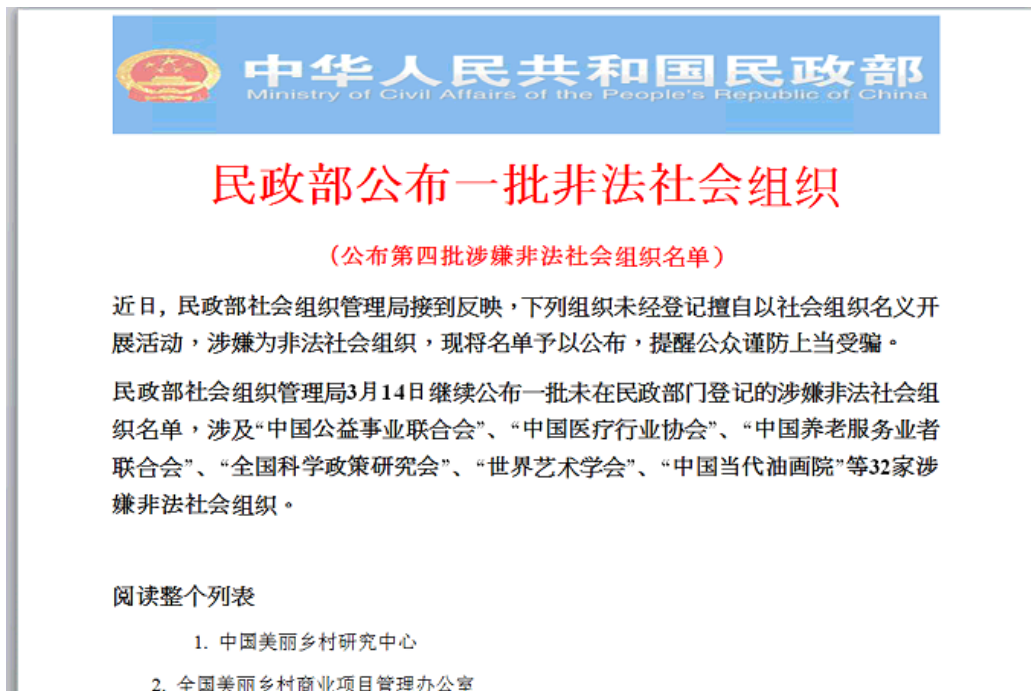 中华人民共和国民政部
Ministry of Civil Affairs of the People's Republic of China
民政部公布一批非法社会组织
（公布第四批涉嫌非法社会组织名单）
近日, 民政部社会组织管理局接到反映，下列组织未经登记擅自以社会组织名义开
展活动，涉嫌为非法社会组织，现将名单予以公布，提醒公众谨防上当受骗。
民政部社会组织管理局3月14日继续公布一批未在民政部门登记的涉嫌非法社会组
织名单，涉及“中国公益事业联合会”、“中国医疗行业协会”、“中国养老服务业者
联合会”、“全国科学政策研究会”、“世界艺术学会”、“中国当代油画院”等32家涉
嫌非法社会组织。
阅读整个列表
1. 中国美丽乡村研究中心
2. 全国美丽乡村商业项目管理办公室